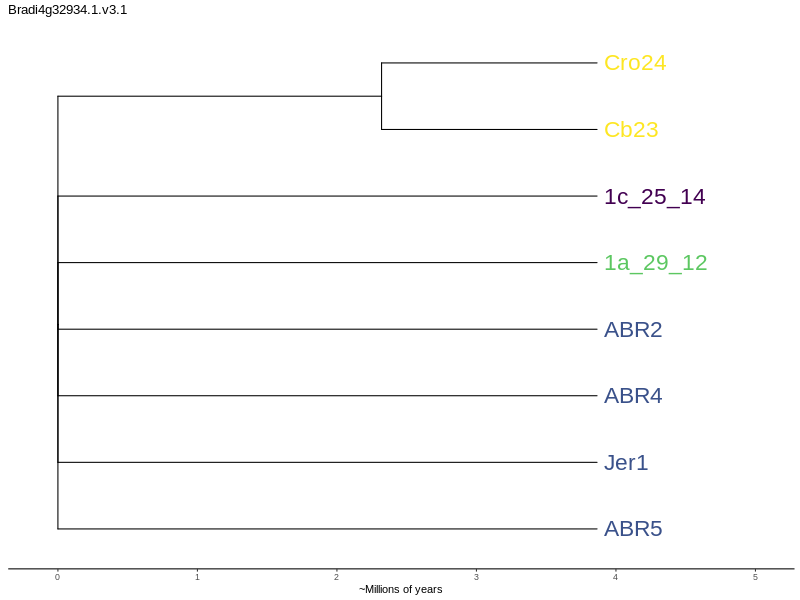 Bradi4g32934.1.v3.1
Cro24
Cb23
1c_25_14
1a_29_12
ABR2
ABR4
Jer1
ABR5
0 1 2 3 4 5
~Millions of years